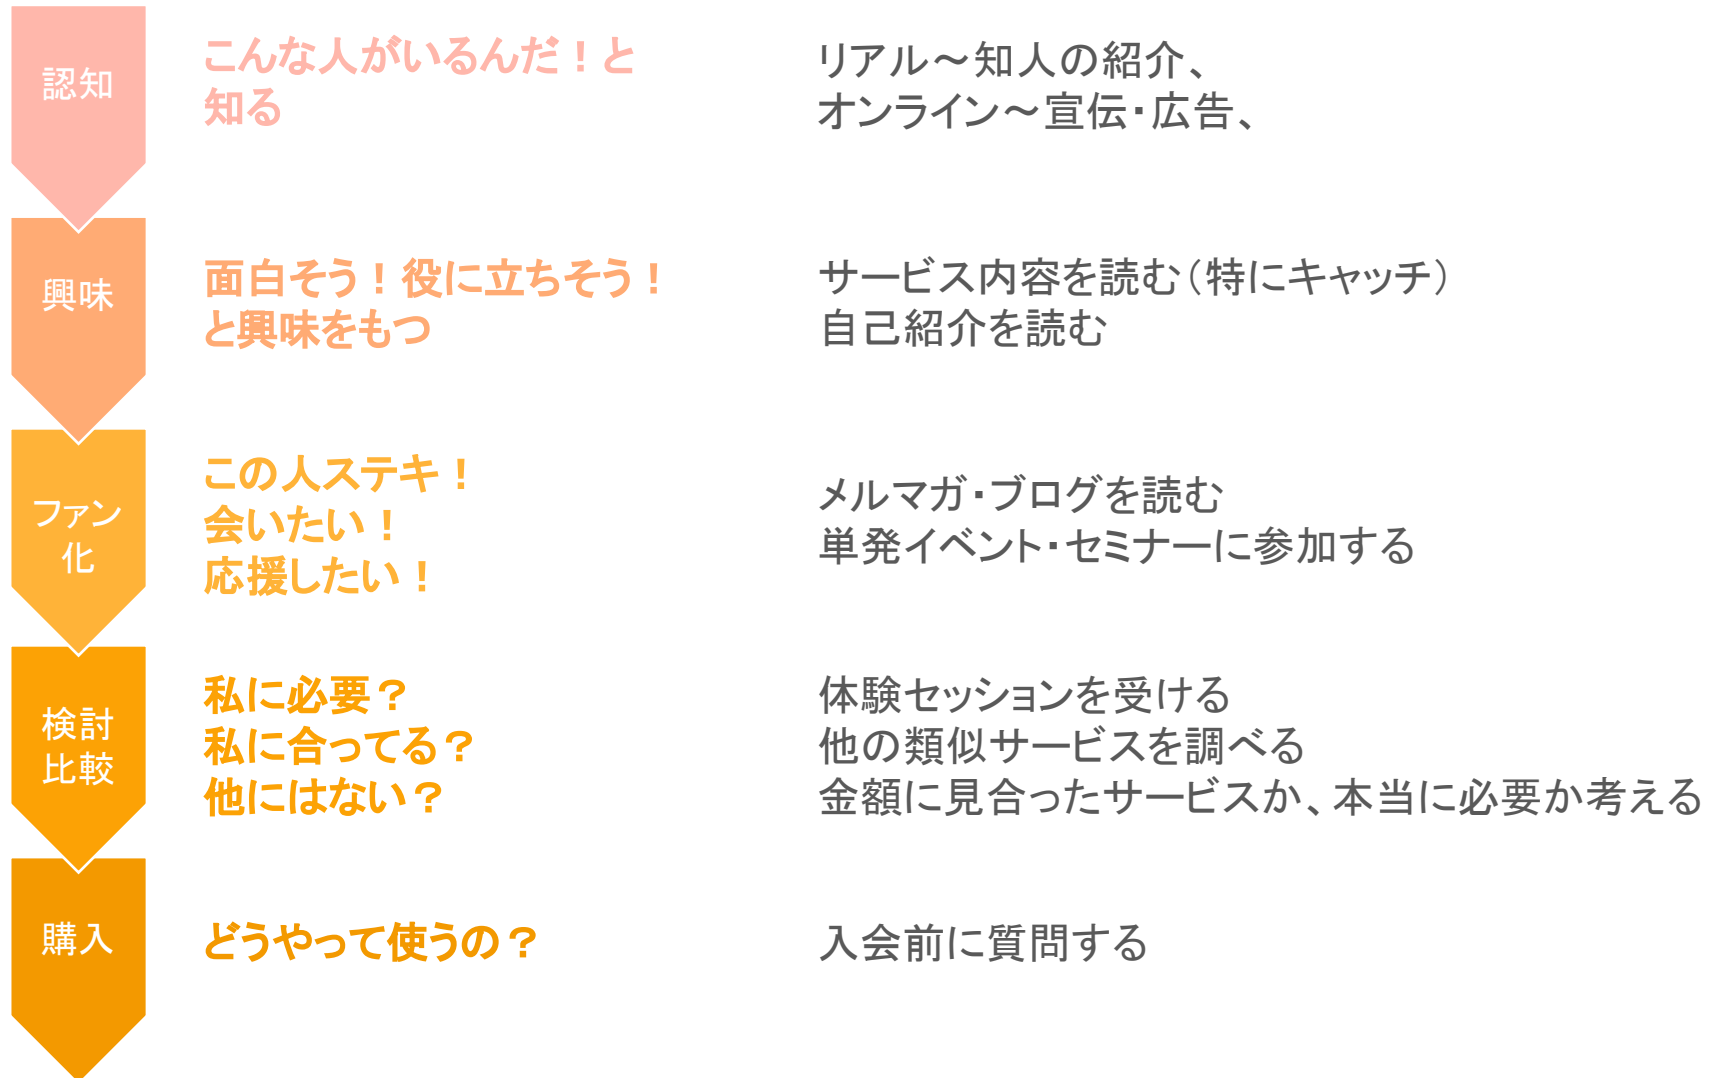 認知
こんな人がいるんだ！と
知る
リアル～知人の紹介、
オンライン～宣伝・広告、
興味
面白そう！役に立ちそう！
と興味をもつ
サービス内容を読む（特にキャッチ）
自己紹介を読む
ファン
化
この人ステキ！
会いたい！
応援したい！
メルマガ・ブログを読む
単発イベント・セミナーに参加する
検討
比較
私に必要？
私に合ってる？
他にはない？
体験セッションを受ける
他の類似サービスを調べる
金額に見合ったサービスか、本当に必要か考える
購入
どうやって使うの？
入会前に質問する